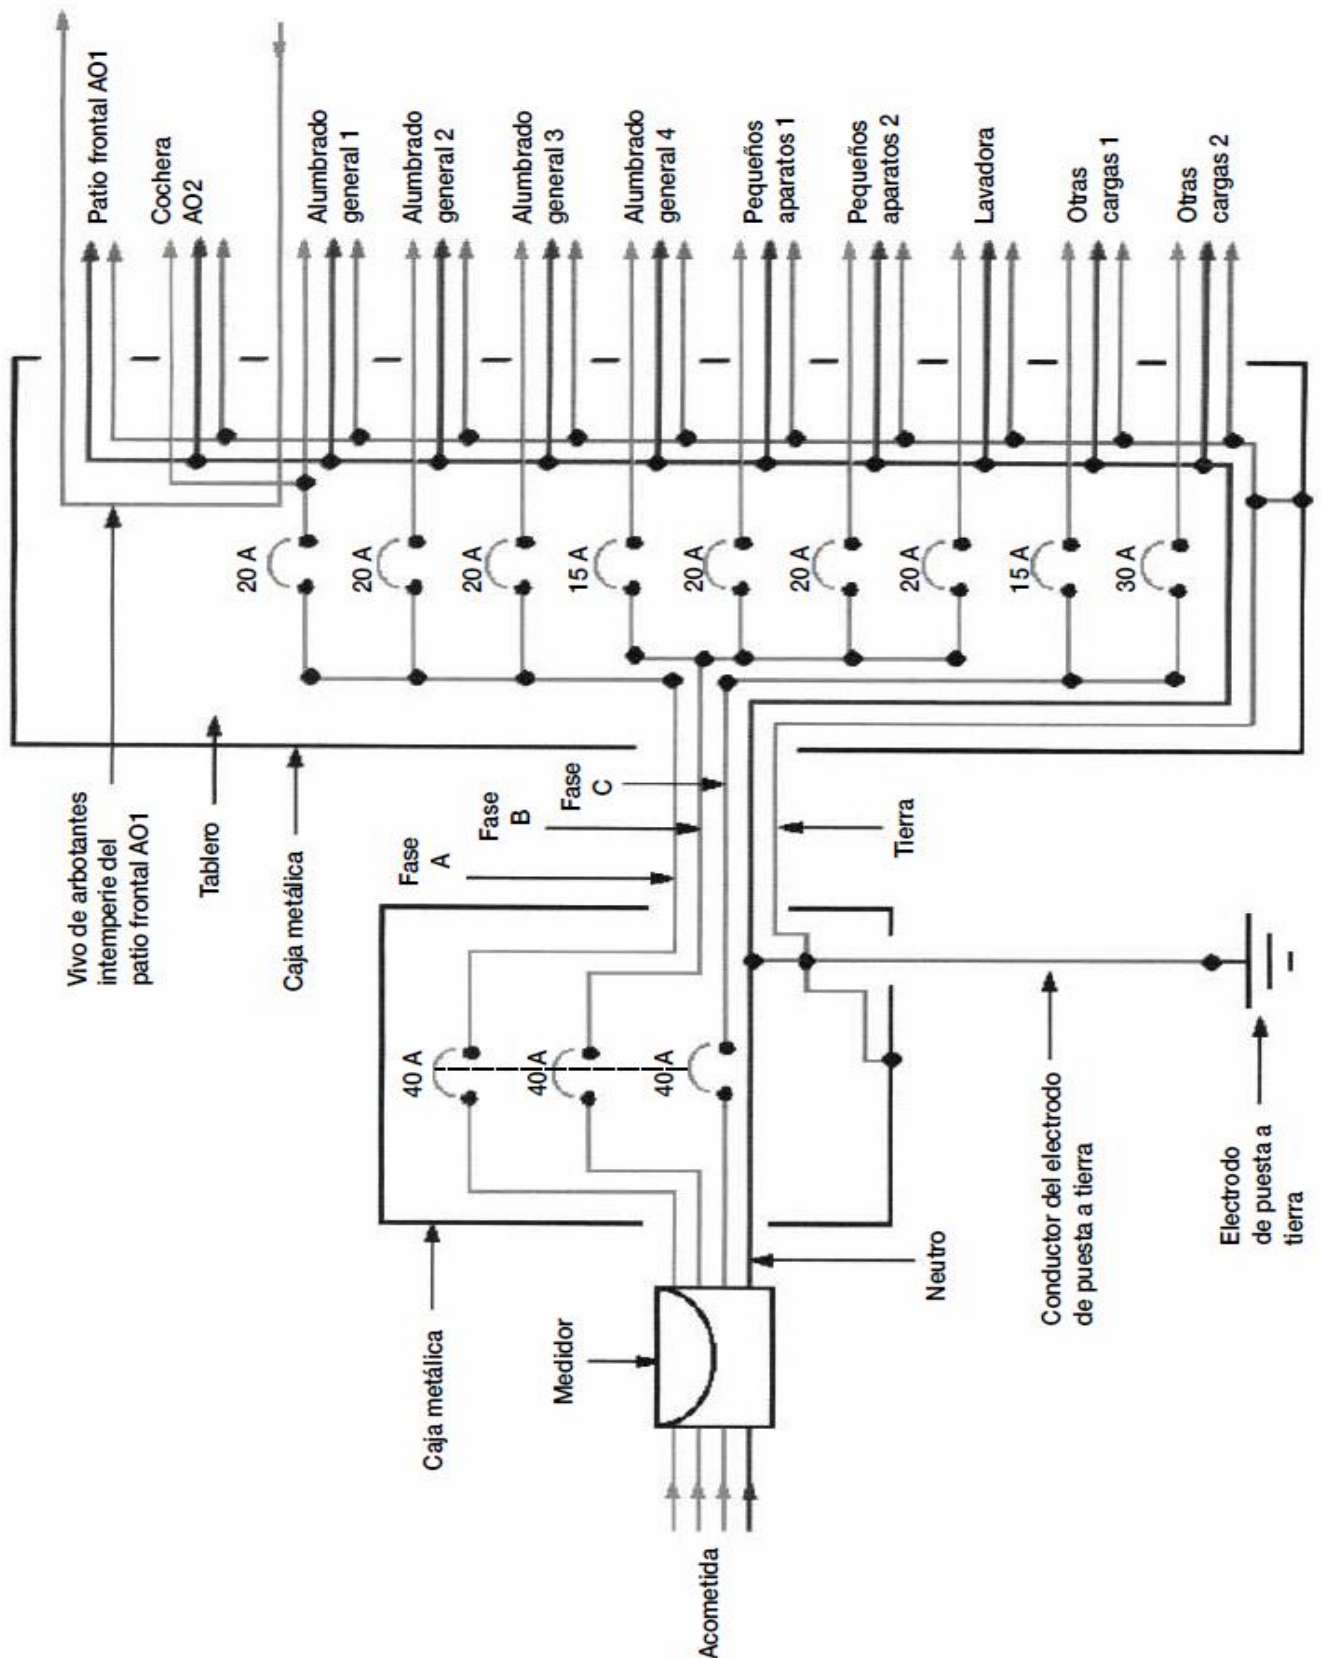 Patio frontal AO1
Cochera
AO2
Alumbrado
general 1
Alumbrado
general 2
Alumbrado
general 3
Alumbrado
general 4
Pequeños
aparatos 1
Pequeños
aparatos 2
Lavadora
Otras
cargas 1
Otras
cargas 2
20 A
20 A
20 A
15 A
20 A
20 A
20 A
15 A
30 A
Vivo de arbotantes
intemperie del
patio frontal AO1
Tablero
Caja metálica
Fase
A
Fase
B
Fase
C
Tierra
40 A
40 A
40 A
Caja metálica
Medidor
Neutro
Conductor del electrodo
de puesta a tierra
Electrodo
de puesta a
tierra
Acometida